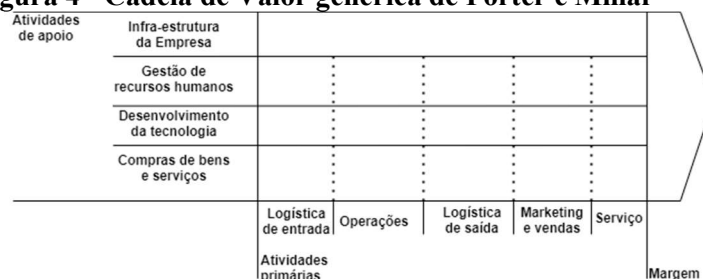 gura 4 - Cadeia de Valor genérica de Porter e Millar
Atividades
de apoio
Infra-estrutura
da Empresa
Gestão de
recursos humanos
Desenvolvimento
da tecnologia
Compras de bens
e serviços
Logística
de entrada
Operações
Logística
de saída
Marketing
e vendas
Serviço
Atividades
primárias
Margem